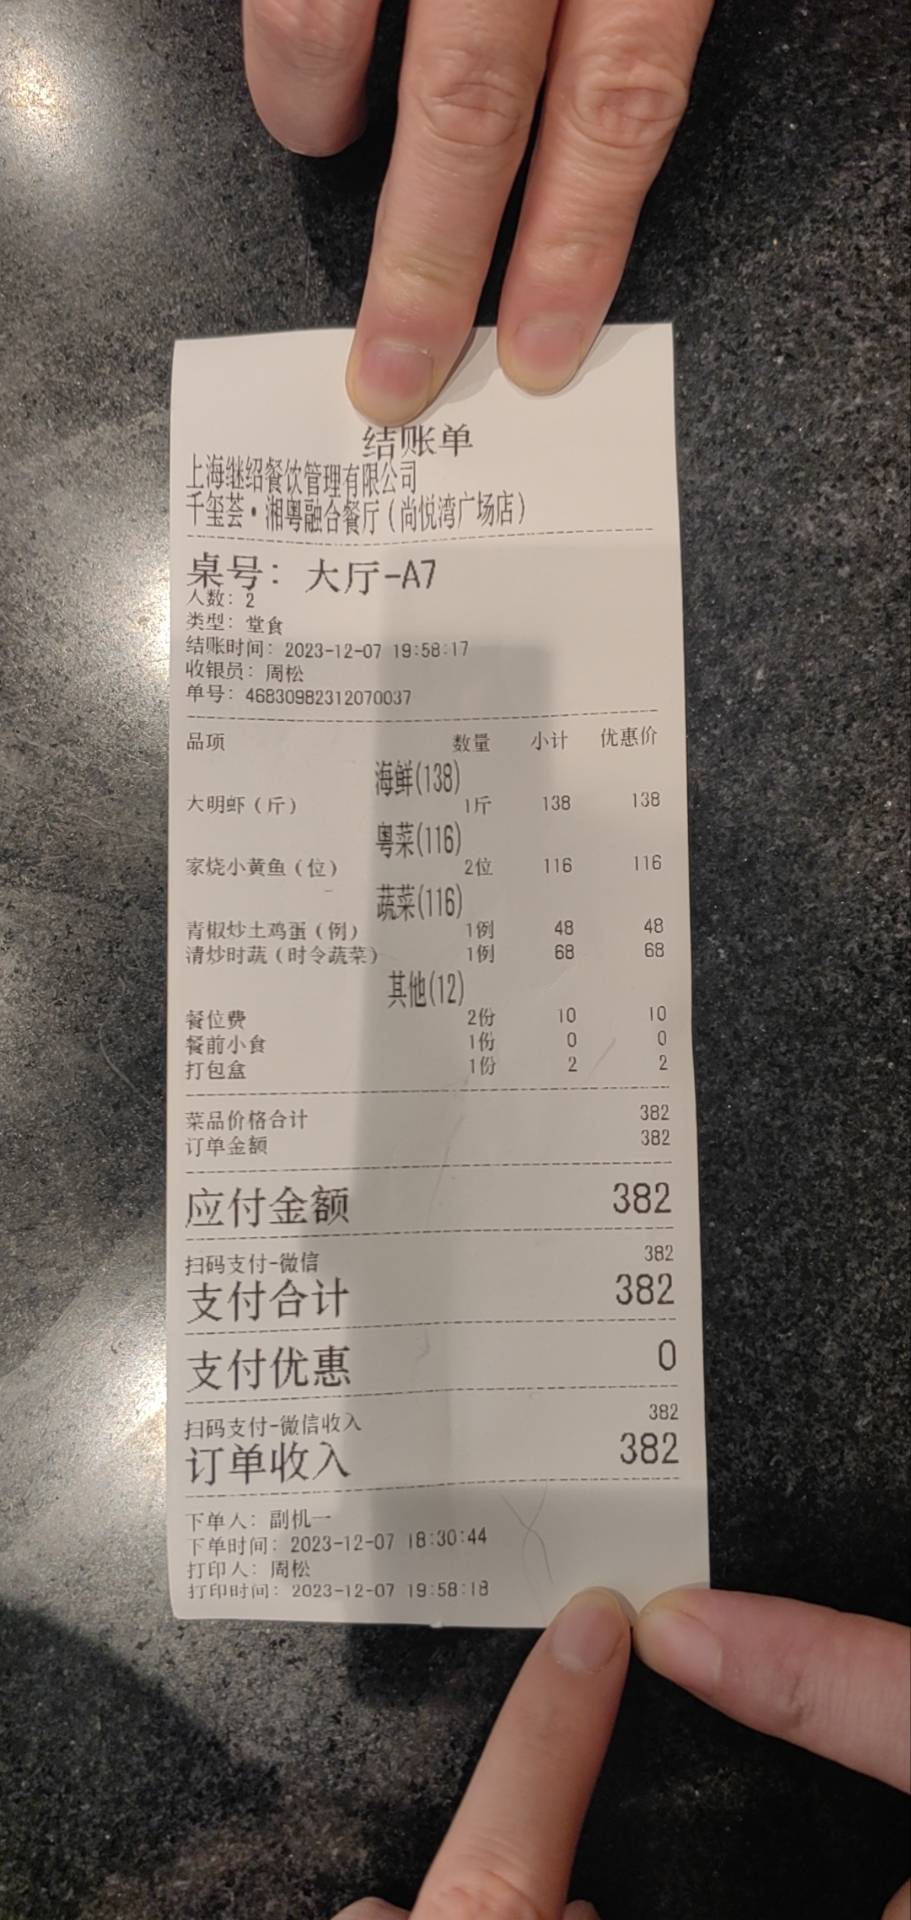 结账单
上海继绍餐饮管理有限公司
千玺荟·湘粤融合餐厅(尚悦湾广场店)
桌号: 大厅-A7
人数: 2
类型: 堂食
结账时间: 2023-12-07 19:58:17
收银员: 周松
单号: 46830982312070037
品项 数量 小计 优惠价
海鲜(138)
大明虾(斤) 1斤 138 138
粤菜(116)
家烧小黄鱼(位) 2位 116 116
蔬菜(116)
青椒炒土鸡蛋(例) 1例 48 48
清炒时蔬(时令蔬菜) 1例 68 68
其他(12)
餐位费 2份 10 10
餐前小食 1份 0 0
打包盒 1份 2 2
菜品价格合计 382
订单金额 382
应付金额 382
扫码支付-微信 382
支付合计 382
支付优惠 0
扫码支付-微信收入 382
订单收入 382
下单人: 副机一
下单时间: 2023-12-07 18:30:44
打印人: 周松
打印时间: 2023-12-07 19:58:18